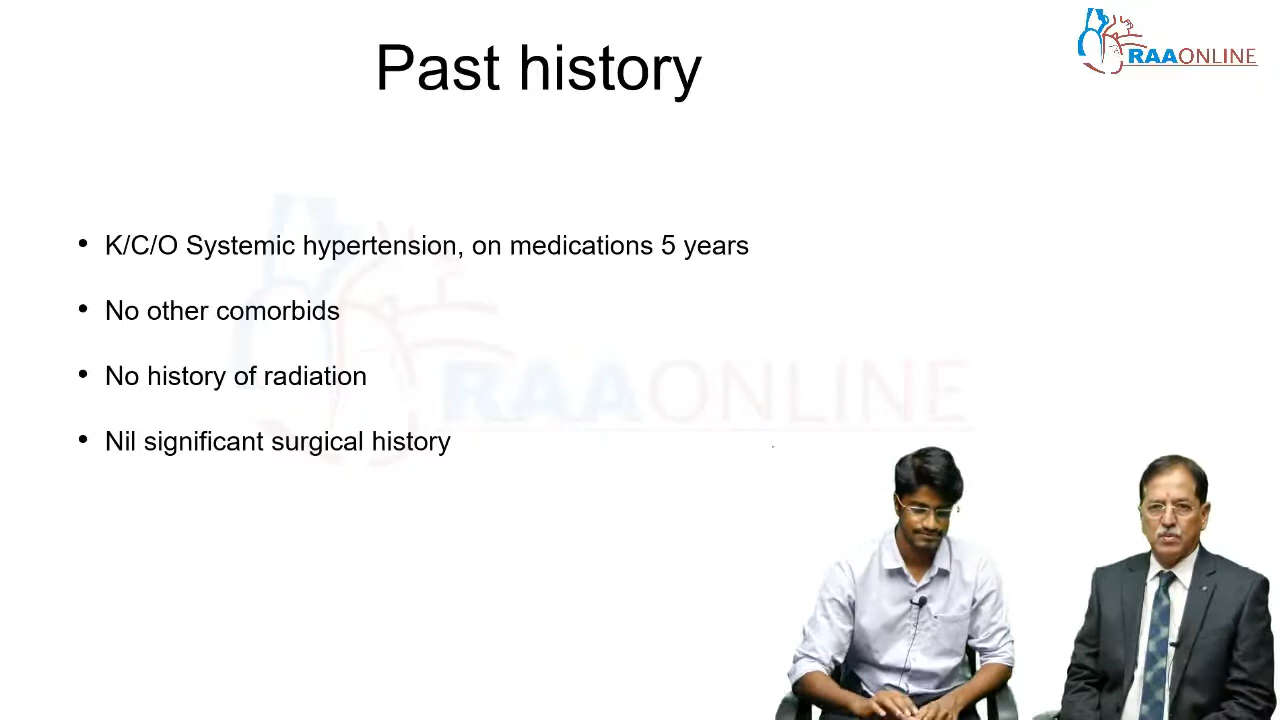 Past history
RAAONLINE
• K/C/O Systemic hypertension, on medications 5 years
• No other comorbids
• No history of radiation
• Nil significant surgical history
RAAONLINE